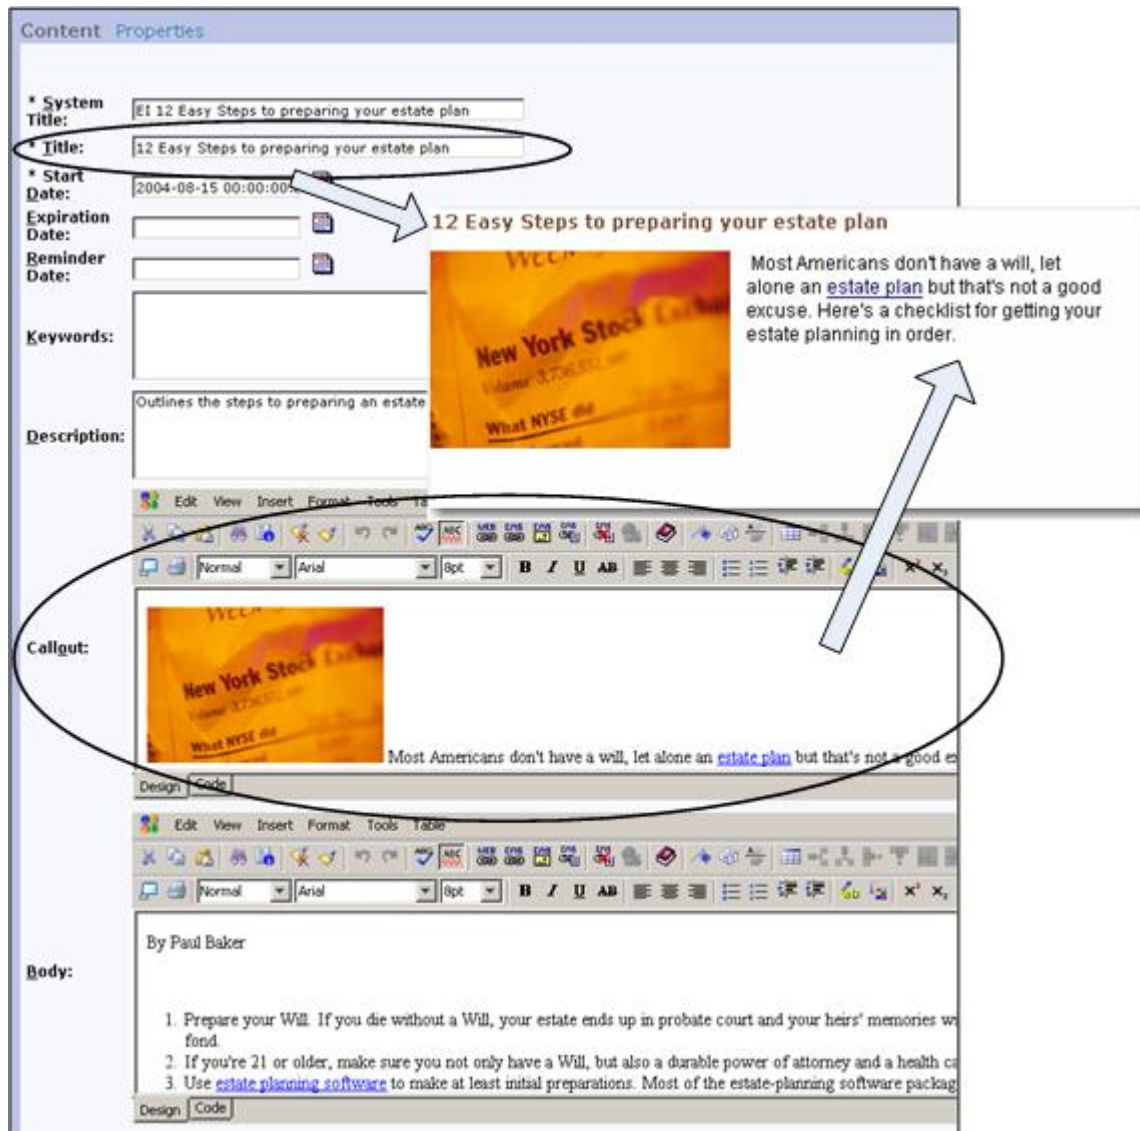 Content Properties
* System Title: EI 12 Easy Steps to preparing your estate plan
* Title: 12 Easy Steps to preparing your estate plan
* Start Date: 2004-08-15 00:00:00
Expiration Date:
Reminder Date:
Keywords:
Description: Outlines the steps to preparing an estate
12 Easy Steps to preparing your estate plan
New York Stock
Volume
What NYSE did
Most Americans don't have a will, let
alone an estate plan but that's not a good
excuse. Here's a checklist for getting your
estate planning in order.
Edit View Insert Format Tools
ABC
Normal Arial 8pt B I U AB x² x₂
Callout:
New York Stock
What NYSE did
Most Americans don't have a will, let alone an estate plan but that's not a good
Design Code
Edit View Insert Format Tools Table
ABC
Normal Arial 8pt B I U AB x² x₂
Body:
By Paul Baker
1. Prepare your Will. If you die without a Will, your estate ends up in probate court and your heirs' memories
fond.
2. If you're 21 or older, make sure you not only have a Will, but also a durable power of attorney and a health
3. Use estate planning software to make at least initial preparations. Most of the estate-planning software
Design Code